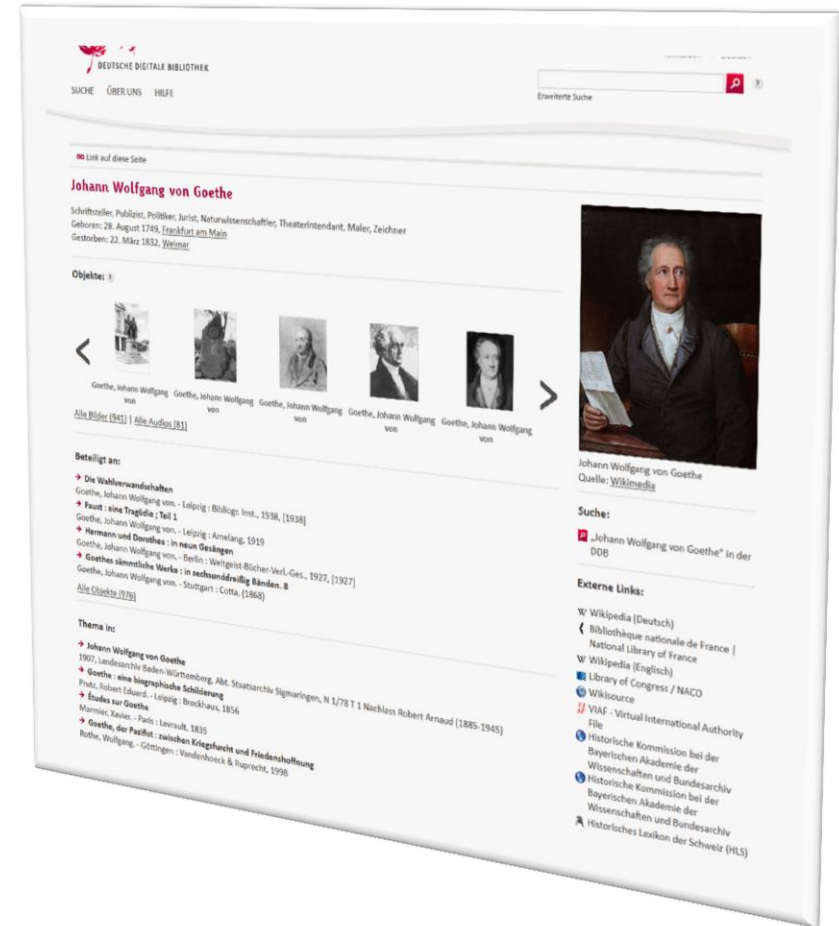 DEUTSCHE DIGITALE BIBLIOTHEK
SUCHE ÜBER UNS HILFE
Erweiterte Suche
?
Link auf diese Seite
Johann Wolfgang von Goethe
Schriftsteller, Publizist, Politiker, Jurist, Naturwissenschaftler, Theaterintendant, Maler, Zeichner
Geboren: 28. August 1749, Frankfurt am Main
Gestorben: 22. März 1832, Weimar
Objekte: ?
Goethe, Johann Wolfgang von
Goethe, Johann Wolfgang von
Goethe, Johann Wolfgang von
Goethe, Johann Wolfgang von
Goethe, Johann Wolfgang von
Alle Bilder (941) | Alle Audios (81)
Beteiligt an:
Die Wahlverwandschaften
Goethe, Johann Wolfgang von. - Leipzig : Bibliogr. Inst., 1938, [1938]
Faust : eine Tragödie ; Teil 1
Goethe, Johann Wolfgang von. - Leipzig : Amelang, 1919
Hermann und Dorothea : in neun Gesängen
Goethe, Johann Wolfgang von. - Berlin : Weltgeist-Bücher-Verl.-Ges., 1927, [1927]
Goethes sämmtliche Werke : in sechsunddreißig Bänden. 8
Goethe, Johann Wolfgang von. - Stuttgart : Cotta, (1868)
Alle Objekte (976)
Thema in:
Johann Wolfgang von Goethe
1907, Landesarchiv Baden-Württemberg, Abt. Staatsarchiv Sigmaringen, N 1/78 T 1 Nachlass Robert Arnaud (1885-1945)
Goethe : eine biographische Schilderung
Prutz, Robert Eduard. - Leipzig : Brockhaus, 1856
Études sur Goethe
Marmier, Xavier. - Paris : Levrault, 1835
Goethe, der Pazifist : zwischen Kriegsfurcht und Friedenshoffnung
Rothe, Wolfgang. - Göttingen : Vandenhoeck & Ruprecht, 1998
Johann Wolfgang von Goethe
Quelle: Wikimedia
Suche:
„Johann Wolfgang von Goethe“ in der
DDB
Externe Links:
W Wikipedia (Deutsch)
Bibliothèque nationale de France |
National Library of France
W Wikipedia (Englisch)
Library of Congress / NACO
Wikisource
VIAF - Virtual International Authority
File
Historische Kommission bei der
Bayerischen Akademie der
Wissenschaften und Bundesarchiv
Historische Kommission bei der
Bayerischen Akademie der
Wissenschaften und Bundesarchiv
Historisches Lexikon der Schweiz (HLS)